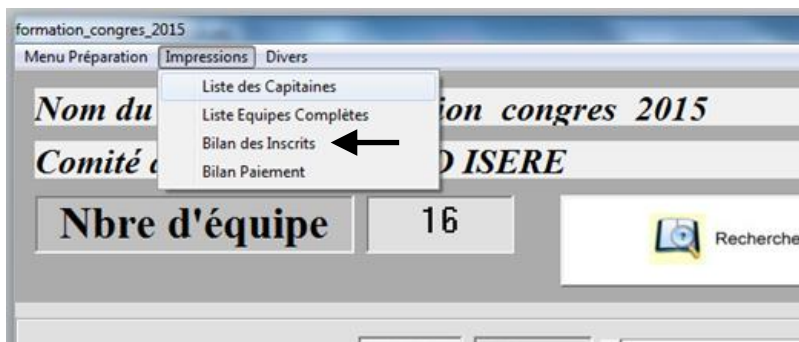 formation_congres_2015
Menu Préparation Impressions Divers
Liste des Capitaines
Liste Equipes Complètes
Bilan des Inscrits
Bilan Paiement
Nom du ion congres 2015
Comité ISERE
Nbre d'équipe 16
Recherche